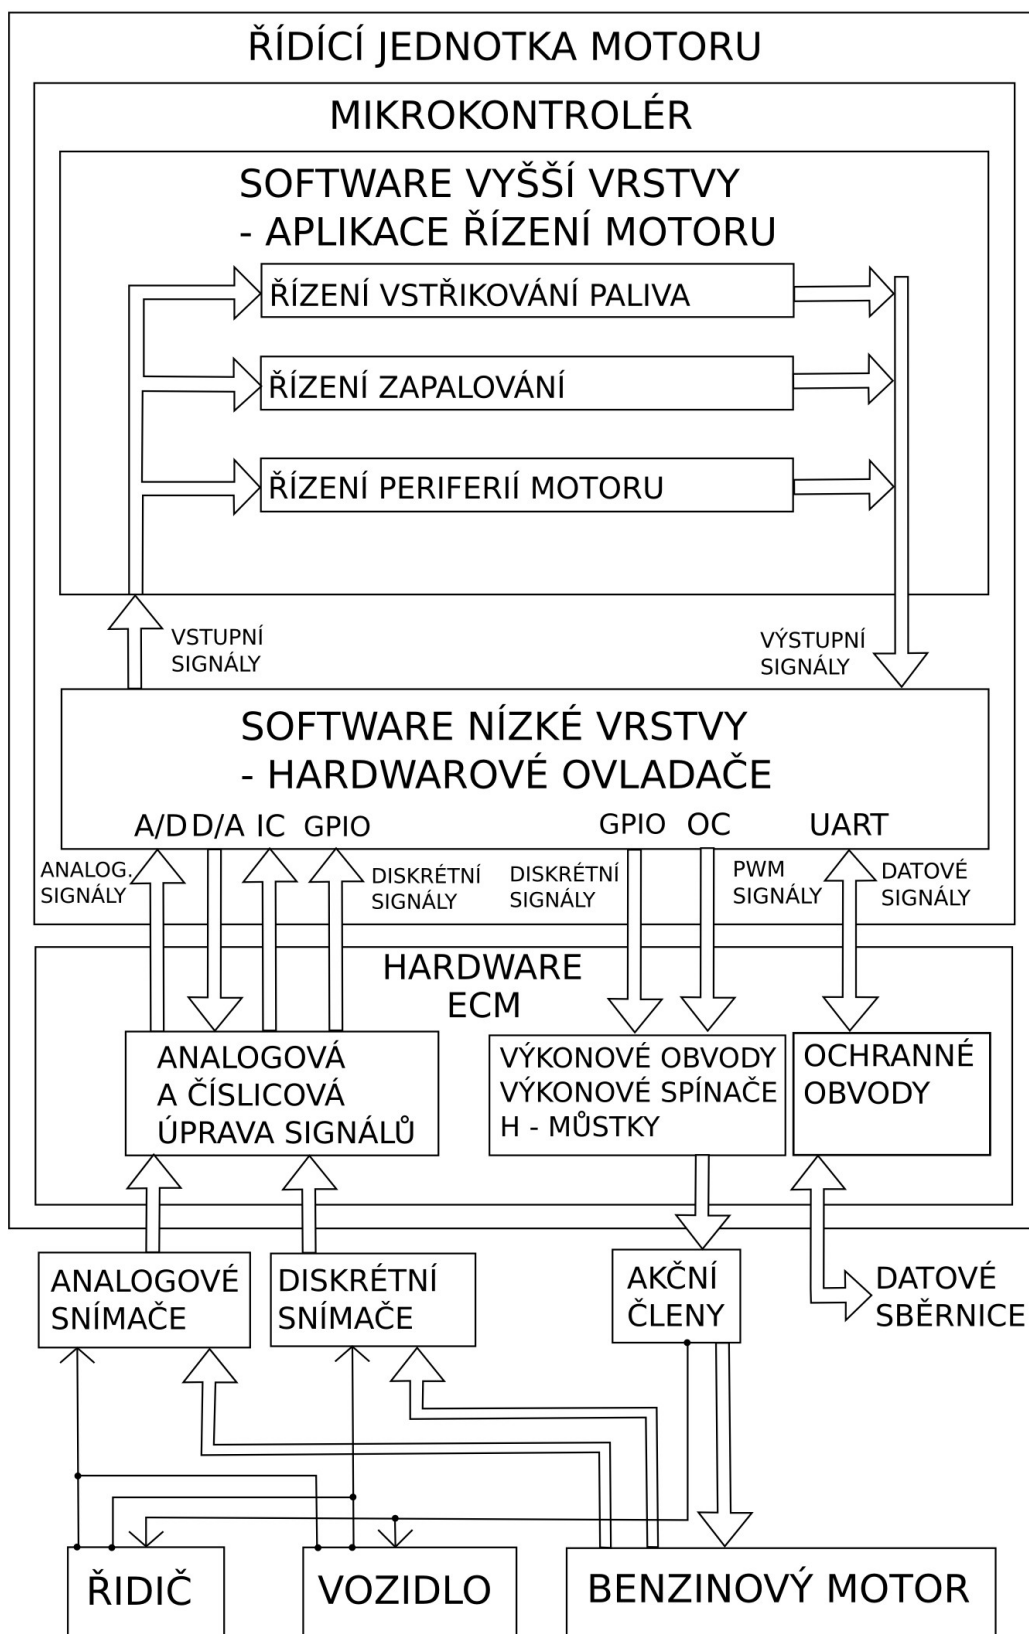 ŘÍDÍCÍ JEDNOTKA MOTORU
MIKROKONTROLÉR
SOFTWARE VYŠŠÍ VRSTVY
- APLIKACE ŘÍZENÍ MOTORU
ŘÍZENÍ VSTŘIKOVÁNÍ PALIVA
ŘÍZENÍ ZAPALOVÁNÍ
ŘÍZENÍ PERIFERIÍ MOTORU
VSTUPNÍ
SIGNÁLY
VÝSTUPNÍ
SIGNÁLY
SOFTWARE NÍZKÉ VRSTVY
- HARDWAROVÉ OVLADAČE
A/D D/A IC GPIO GPIO OC UART
ANALOG.
SIGNÁLY
DISKRÉTNÍ
SIGNÁLY
DISKRÉTNÍ
SIGNÁLY
PWM
SIGNÁLY
DATOVÉ
SIGNÁLY
HARDWARE
ECM
ANALOGOVÁ
A ČÍSLICOVÁ
ÚPRAVA SIGNÁLŮ
VÝKONOVÉ OBVODY
VÝKONOVÉ SPÍNAČE
H - MŮSTKY
OCHRANNÉ
OBVODY
ANALOGOVÉ
SNÍMAČE
DISKRÉTNÍ
SNÍMAČE
AKČNÍ
ČLENY
DATOVÉ
SBĚRNICE
ŘIDIČ
VOZIDLO
BENZINOVÝ MOTOR